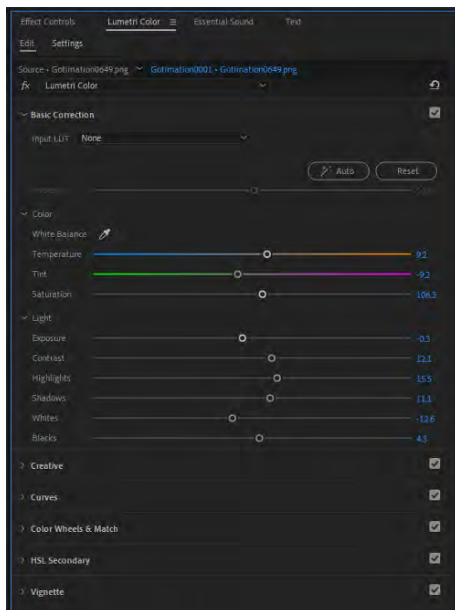 Effect Controls Lumetri Color Essential Sound Text
Edit Settings
Source • Gotimation0649.png Gotimation0001 • Gotimation0649.png
fx Lumetri Color
Basic Correction
Input LUT None
Auto Reset
Color
White Balance
Temperature 9.2
Tint -9.2
Saturation 106.3
Light
Exposure -0.3
Contrast 12.1
Highlights 15.5
Shadows 11.1
Whites -12.6
Blacks 4.3
Creative
Curves
Color Wheels & Match
HSL Secondary
Vignette